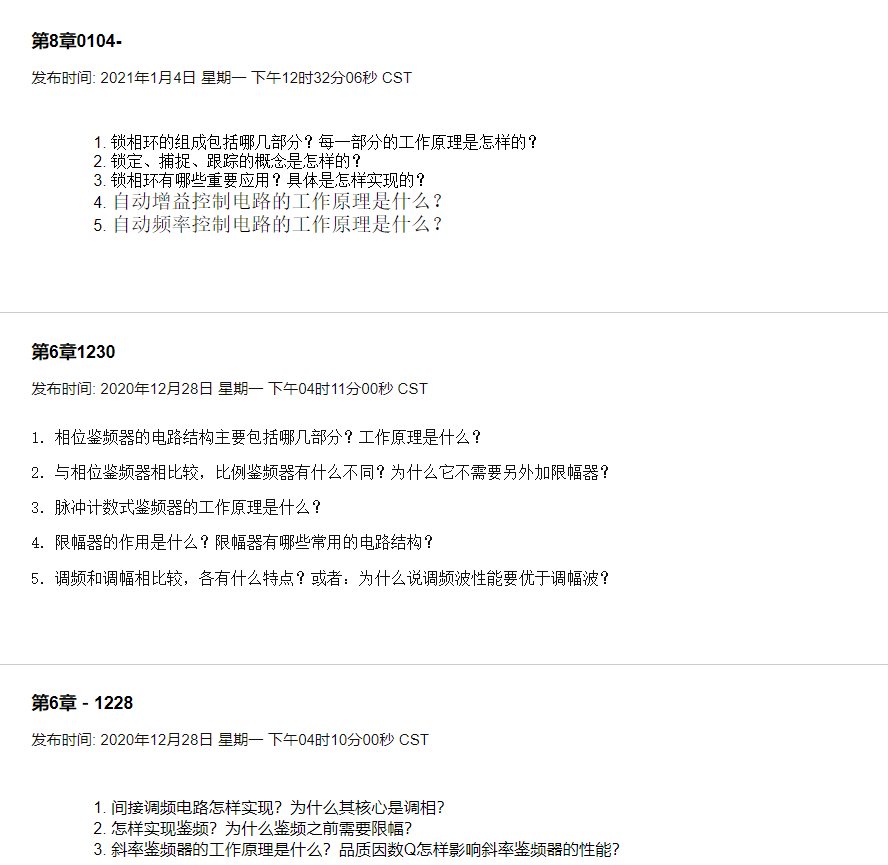 第8章0104-
发布时间: 2021年1月4日 星期一 下午12时32分06秒 CST
1. 锁相环的组成包括哪几部分？每一部分的工作原理是怎样的？
2. 锁定、捕捉、跟踪的概念是怎样的？
3. 锁相环有哪些重要应用？具体是怎样实现的？
4. 自动增益控制电路的工作原理是什么？
5. 自动频率控制电路的工作原理是什么？
第6章1230
发布时间: 2020年12月28日 星期一 下午04时11分00秒 CST
1. 相位鉴频器的电路结构主要包括哪几部分？工作原理是什么？
2. 与相位鉴频器相比较，比例鉴频器有什么不同？为什么它不需要另外加限幅器？
3. 脉冲计数式鉴频器的工作原理是什么？
4. 限幅器的作用是什么？限幅器有哪些常用的电路结构？
5. 调频和调幅相比较，各有什么特点？或者：为什么说调频波性能要优于调幅波？
第6章 - 1228
发布时间: 2020年12月28日 星期一 下午04时10分00秒 CST
1. 间接调频电路怎样实现？为什么其核心是调相？
2. 怎样实现鉴频？为什么鉴频之前需要限幅？
3. 斜率鉴频器的工作原理是什么？品质因数Q怎样影响斜率鉴频器的性能？